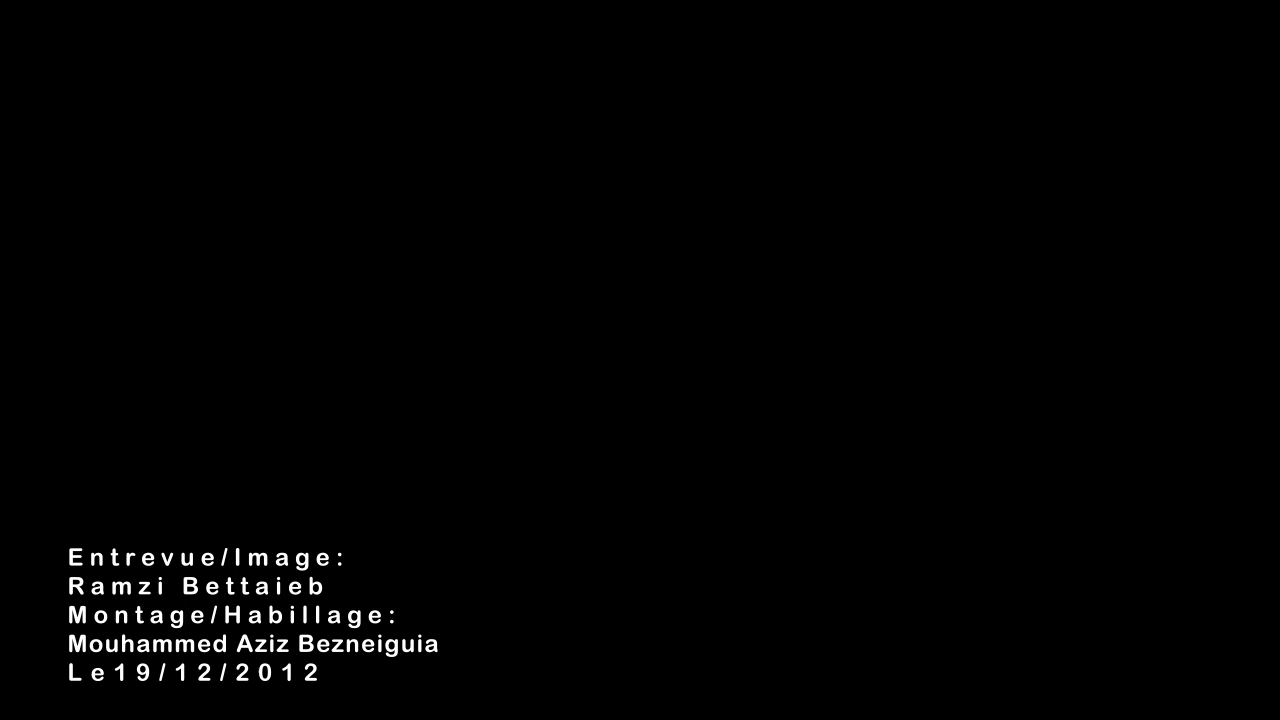 Entrevue/Image:
Ramzi Bettaieb
Montage/Habillage:
Mouhammed Aziz Bezneiguia
Le19/12/2012